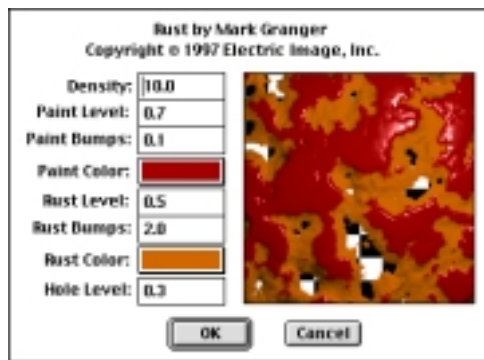 Rust by Mark Granger
Copyright © 1997 Electric Image, Inc.
Density: 10.0
Paint Level: 0.7
Paint Bumps: 0.1
Paint Color:
Rust Level: 0.5
Rust Bumps: 2.0
Rust Color:
Hole Level: 0.3
OK Cancel